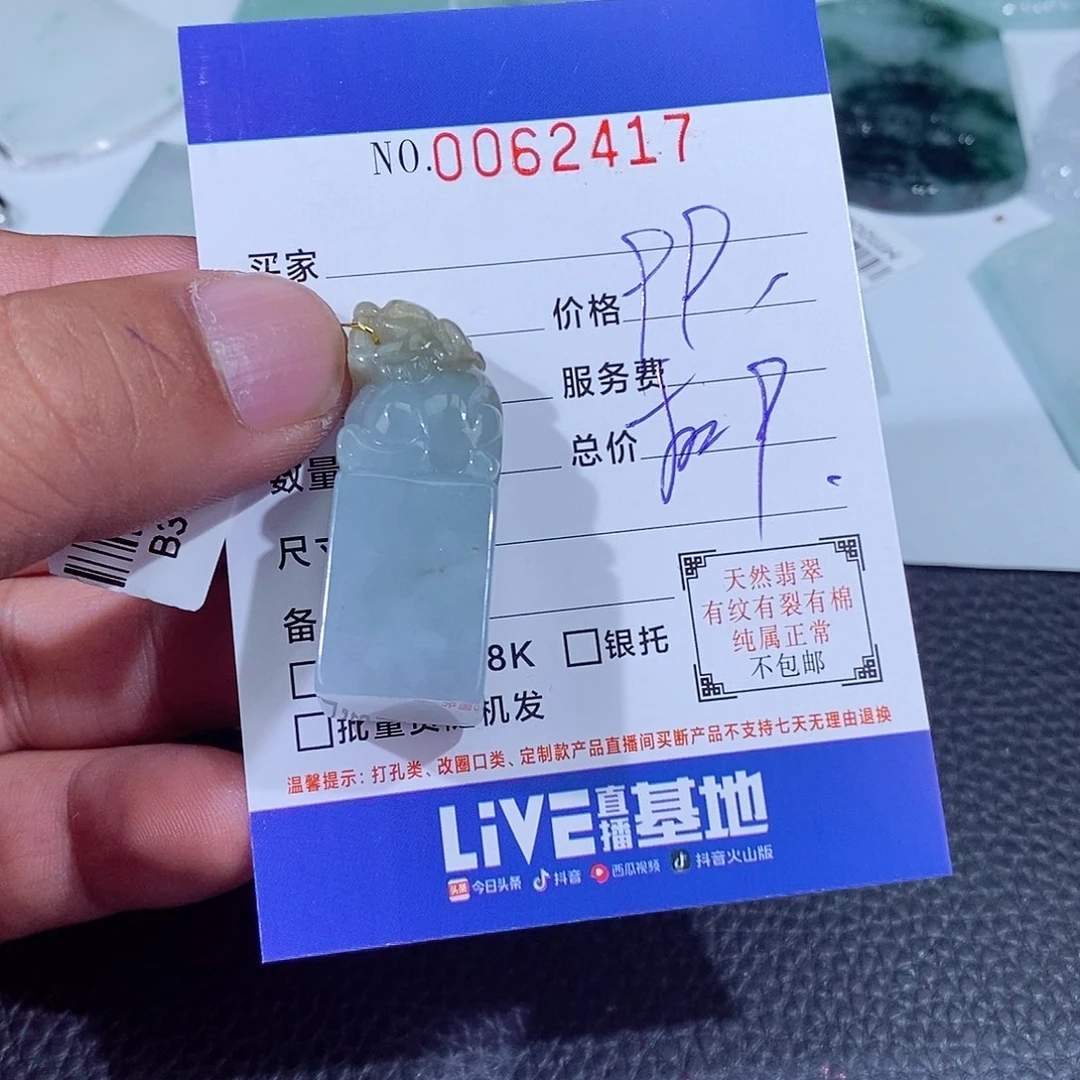 NO.0062417
买家
价格
服务费
数量
总价
尺寸
备
8K □银托
□批量货随机发
天然翡翠
有纹有裂有棉
纯属正常
不包邮
温馨提示：打孔类、改圈口类、定制款产品直播间买断产品不支持七天无理由退换
LiVE直播基地
头条 今日头条 抖音 西瓜视频 抖音火山版
B3